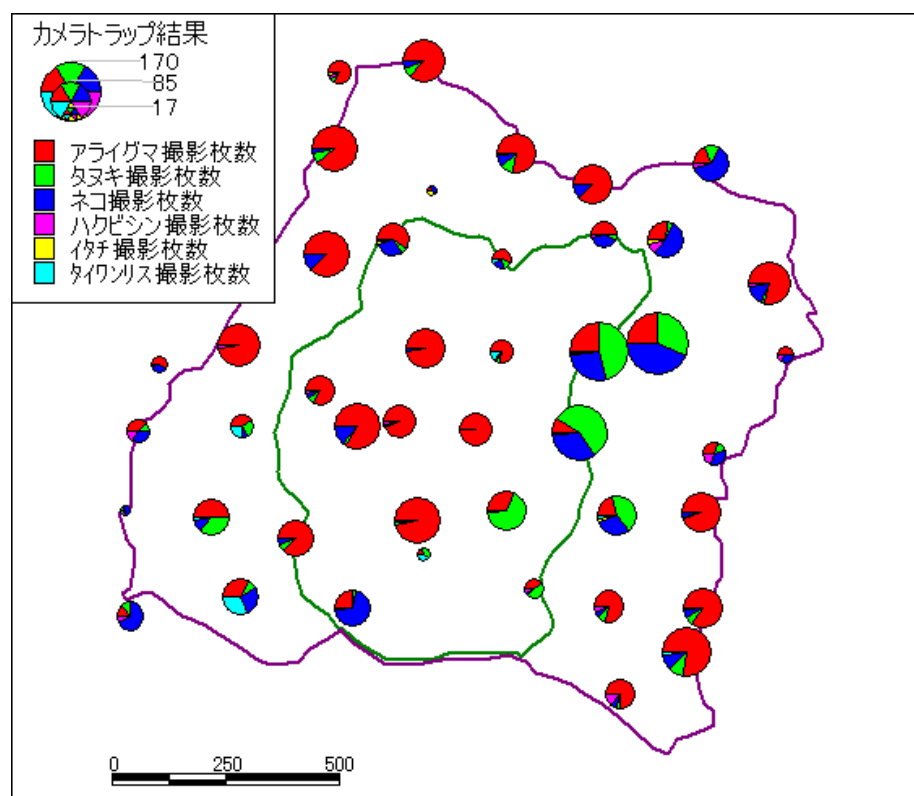 カメラトラップ結果
170
85
17
アライグマ撮影枚数
タヌキ撮影枚数
ネコ撮影枚数
ハクビシン撮影枚数
イタチ撮影枚数
タイワンリス撮影枚数
0 250 500